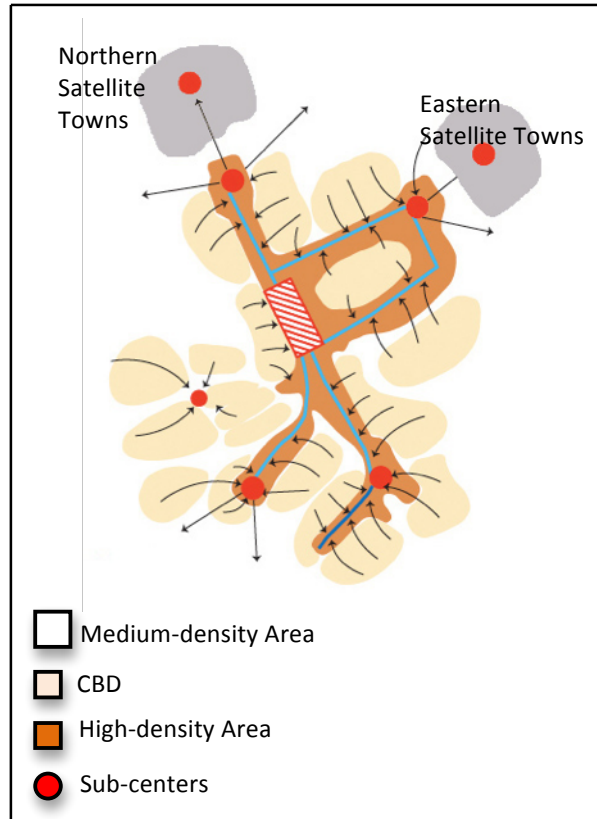 Northern
Satellite
Towns
Eastern
Satellite Towns
Medium-density Area
CBD
High-density Area
Sub-centers